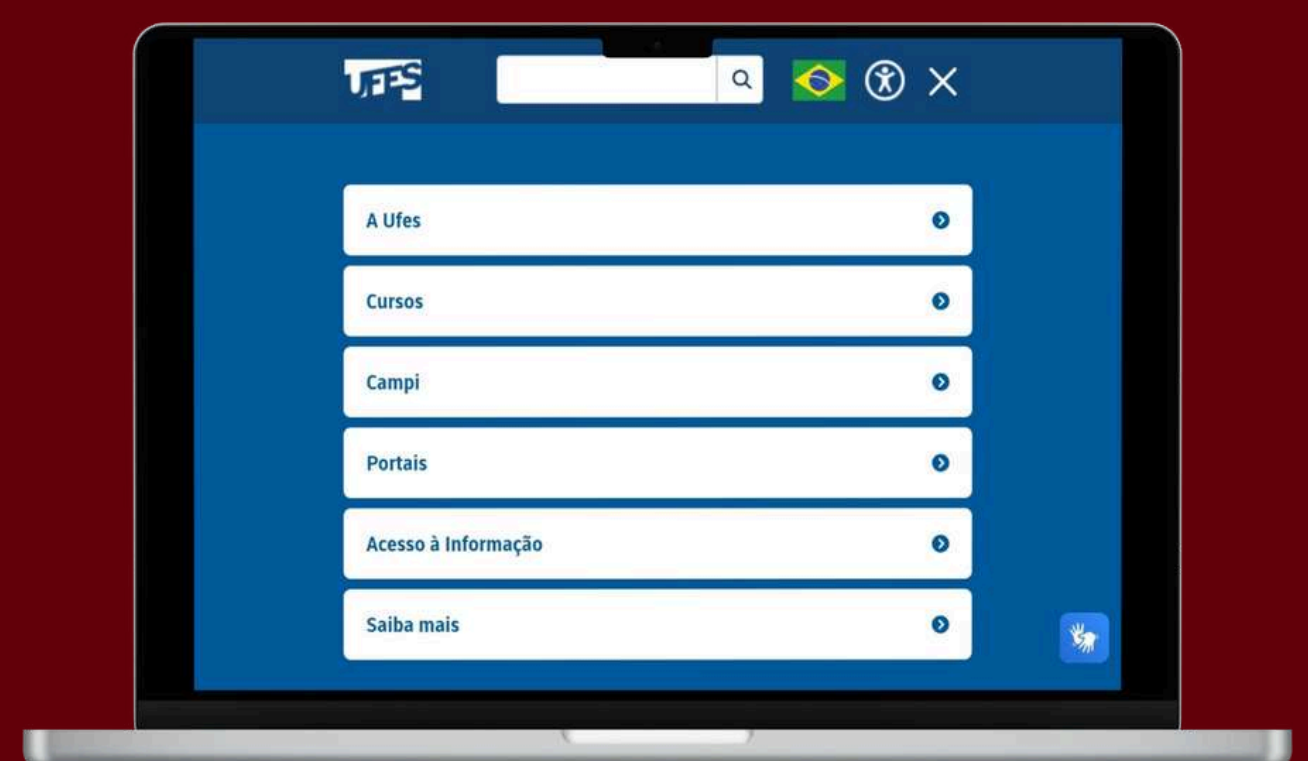 UFES
A Ufes
Cursos
Campi
Portais
Acesso à Informação
Saiba mais